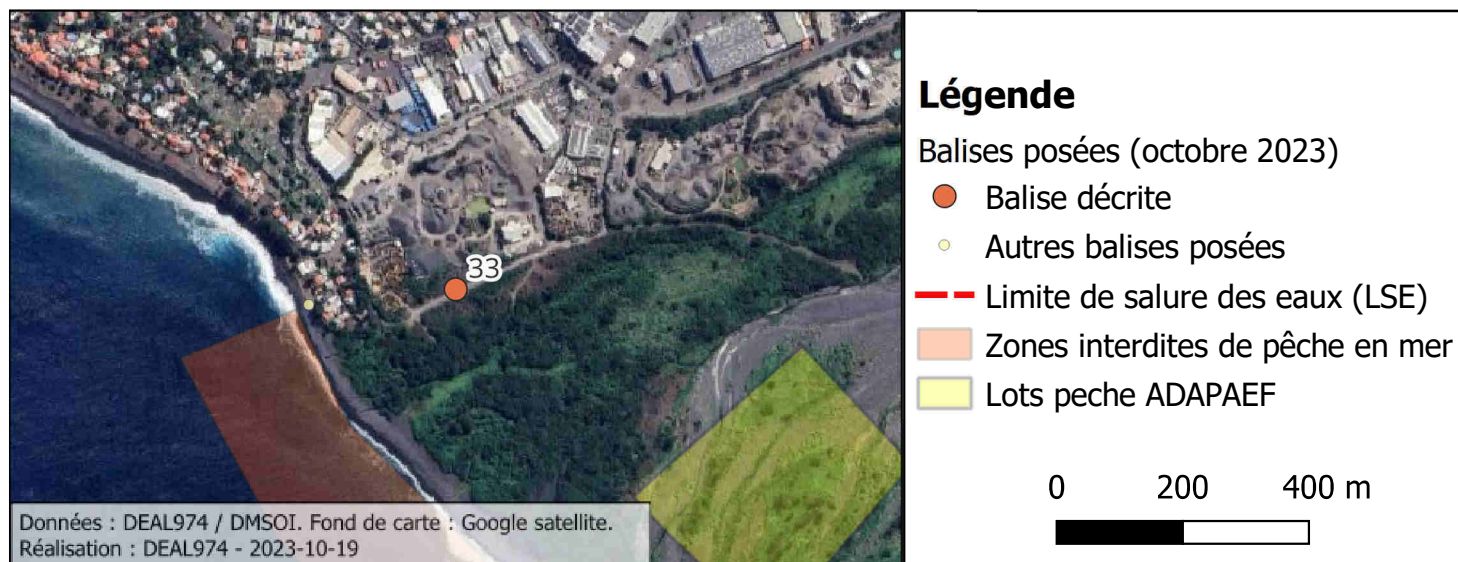 33
Données : DEAL974 / DMSOI. Fond de carte : Google satellite.
Réalisation : DEAL974 - 2023-10-19
Légende
Balises posées (octobre 2023)
Balise décrite
Autres balises posées
Limite de salure des eaux (LSE)
Zones interdites de pêche en mer
Lots peche ADAPAEF
0 200 400 m